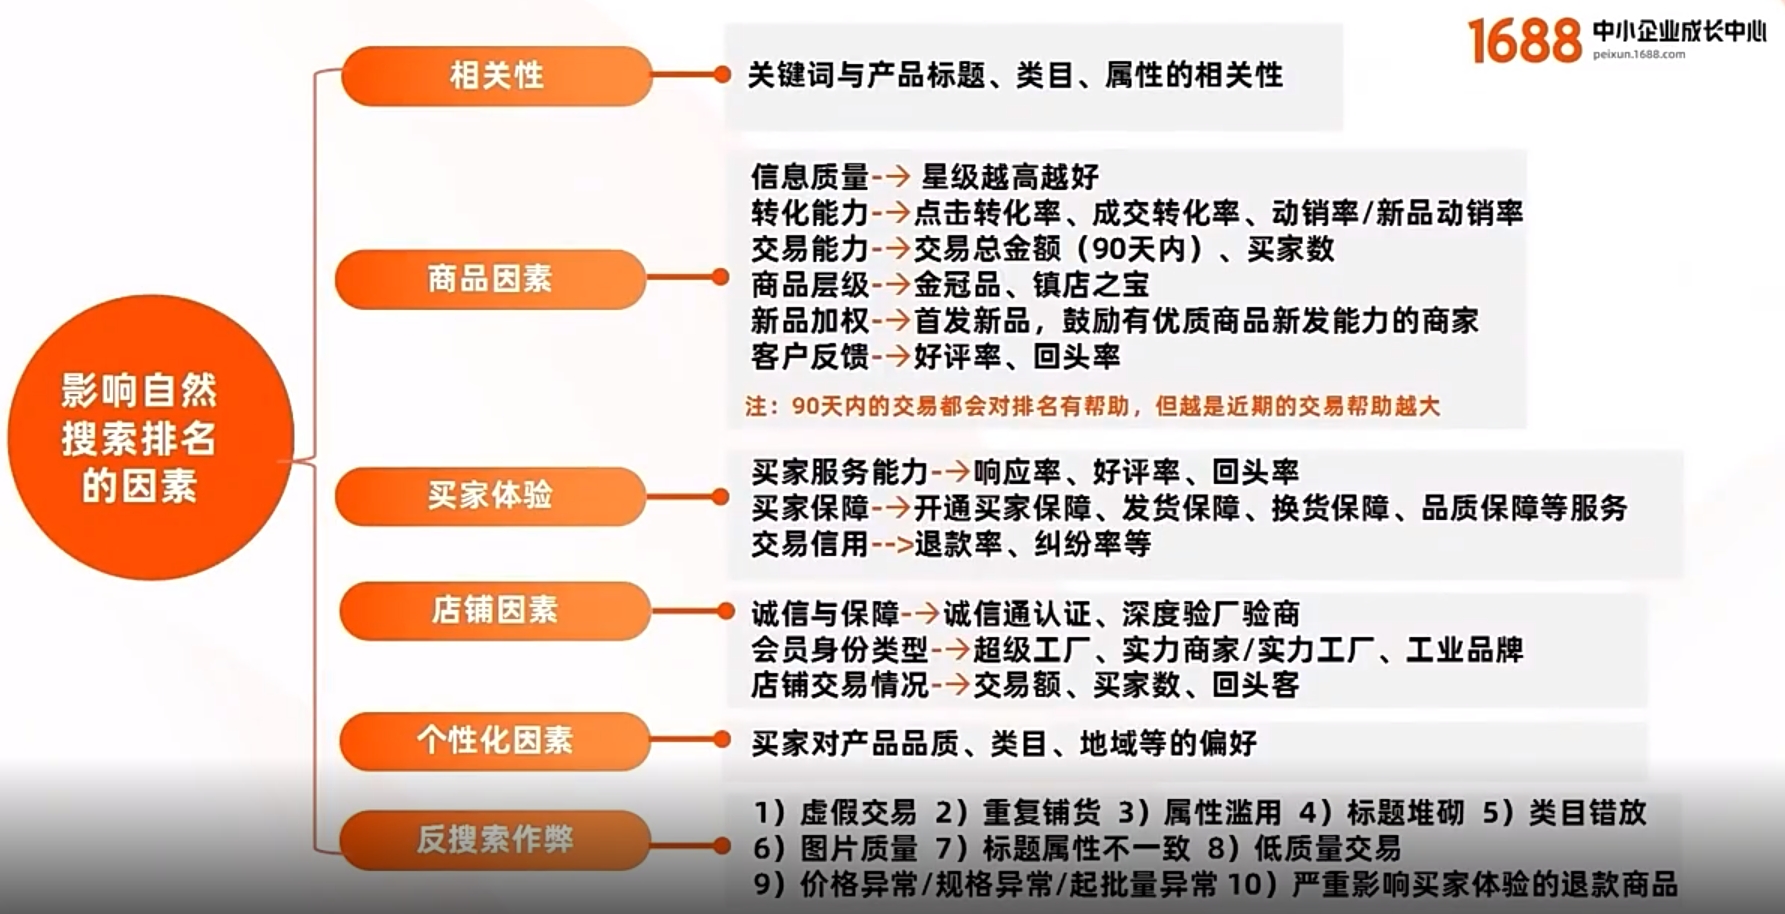 1688 中小企业成长中心
peixun.1688.com
影响自然
搜索排名
的因素
相关性
关键词与产品标题、类目、属性的相关性
商品因素
信息质量--→ 星级越高越好
转化能力--→点击转化率、成交转化率、动销率/新品动销率
交易能力--→交易总金额（90天内）、买家数
商品层级--→金冠品、镇店之宝
新品加权--→首发新品，鼓励有优质商品新发能力的商家
客户反馈--→好评率、回头率
注：90天内的交易都会对排名有帮助，但越是近期的交易帮助越大
买家体验
买家服务能力--→响应率、好评率、回头率
买家保障--→开通买家保障、发货保障、换货保障、品质保障等服务
交易信用-->退款率、纠纷率等
店铺因素
诚信与保障--→诚信通认证、深度验厂验商
会员身份类型--→超级工厂、实力商家/实力工厂、工业品牌
店铺交易情况--→交易额、买家数、回头客
个性化因素
买家对产品品质、类目、地域等的偏好
反搜索作弊
1）虚假交易 2）重复铺货 3）属性滥用 4）标题堆砌 5）类目错放
6）图片质量 7）标题属性不一致 8）低质量交易
9）价格异常/规格异常/起批量异常 10）严重影响买家体验的退款商品